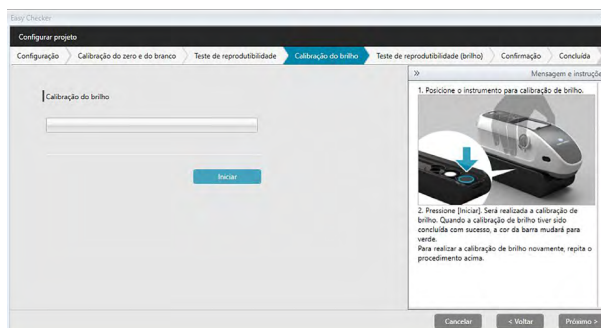 Easy Checker
Configurar projeto
Configuração
Calibração do zero e do branco
Teste de reprodutibilidade
Calibração do brilho
Teste de reprodutibilidade (brilho)
Confirmação
Concluída
» Mensagem e instruçõe
Calibração do brilho
Iniciar
1. Posicione o instrumento para calibração de brilho.
2. Pressione [Iniciar]. Será realizada a calibração de
brilho. Quando a calibração de brilho tiver sido
concluída com sucesso, a cor da barra mudará para
verde.
Para realizar a calibração de brilho novamente, repita o
procedimento acima.
Cancelar
< Voltar
Próximo >